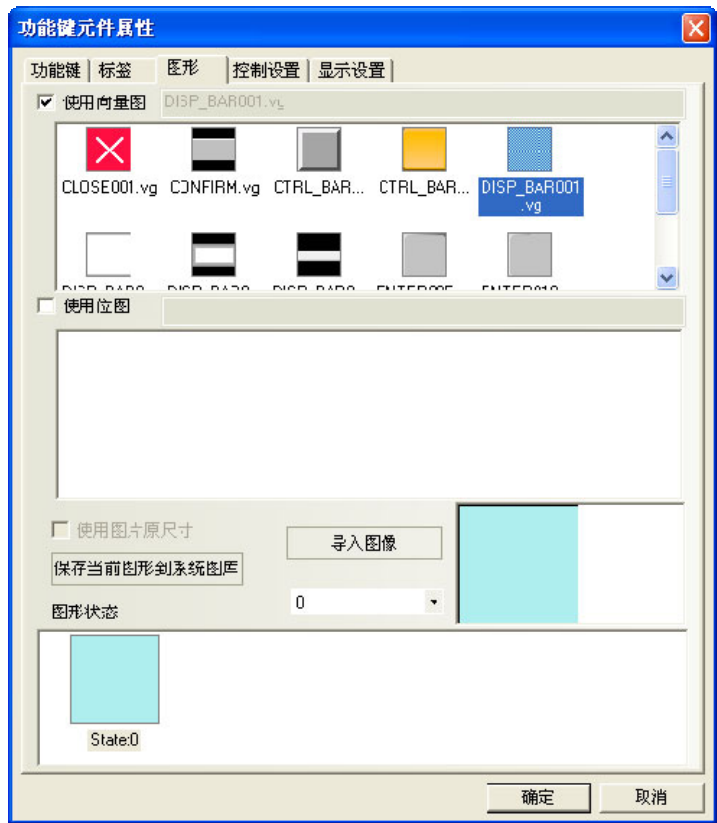 功能键元件属性
功能键 标签 图形 控制设置 显示设置
使用向量图 DISP_BAR001.vg
CLOSE001.vg CONFIRM.vg CTRL_BAR... CTRL_BAR... DISP_BAR001
.vg
使用位图
使用图片原尺寸
导入图像
保存当前图形到系统图库
0
图形状态
State:0
确定 取消